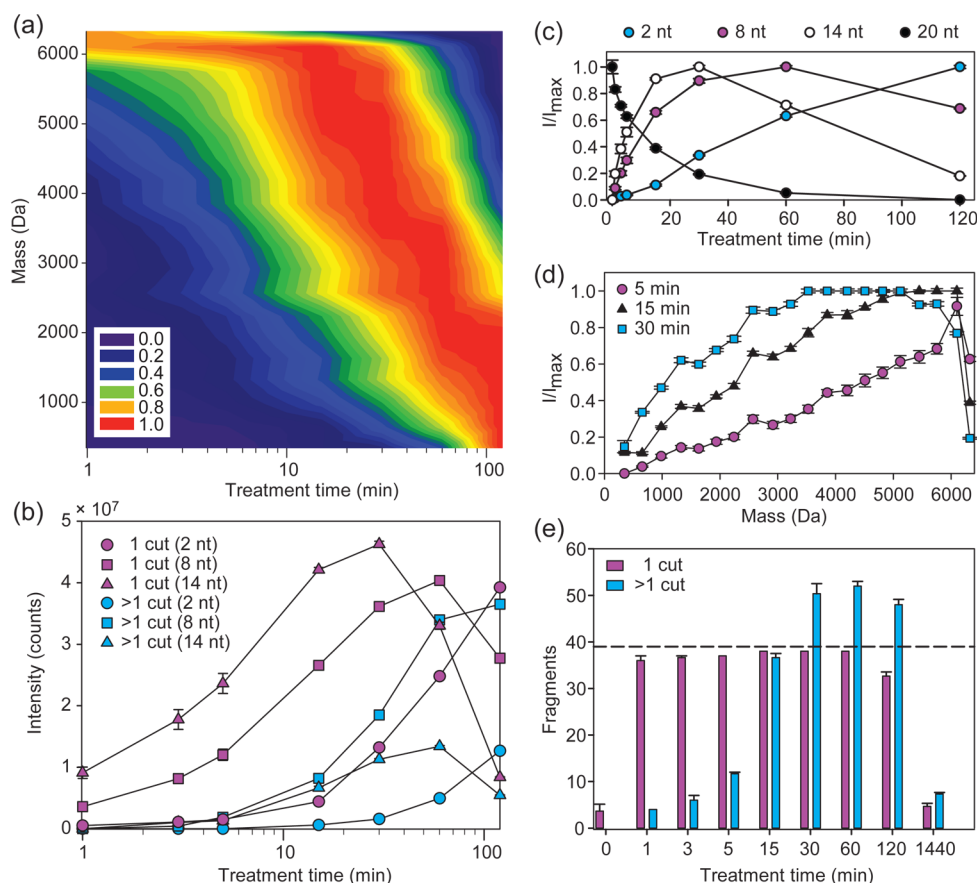 (a)
6000
5000
4000
3000
2000
1000
Mass (Da)
0.0
0.2
0.4
0.6
0.8
1.0
1 10 100
Treatment time (min)
(b)
5 × 10⁷
4
3
2
1
0
Intensity (counts)
1 cut (2 nt)
1 cut (8 nt)
1 cut (14 nt)
>1 cut (2 nt)
>1 cut (8 nt)
>1 cut (14 nt)
1 10 100
Treatment time (min)
(c) 2 nt 8 nt 14 nt 20 nt
1.0
0.8
0.6
0.4
0.2
0.0
I/Imax
20 40 60 80 100 120
Treatment time (min)
(d)
1.0
0.8
0.6
0.4
0.2
0.0
I/Imax
5 min
15 min
30 min
0 1000 2000 3000 4000 5000 6000
Mass (Da)
(e)
60
50
40
30
20
10
0
Fragments
1 cut
>1 cut
0 1 3 5 15 30 60 120 1440
Treatment time (min)